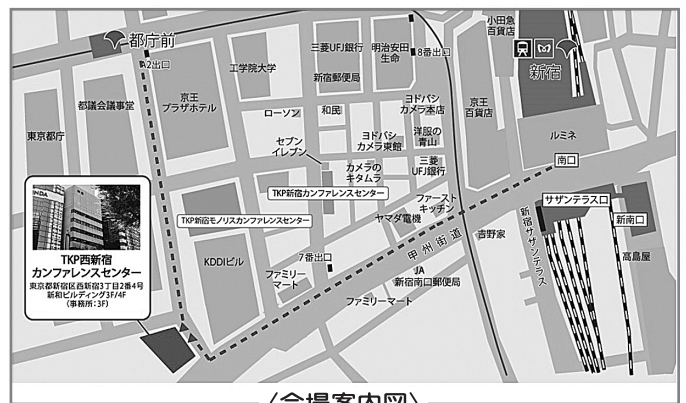 都庁前
A2出口
工学院大学
三菱UFJ銀行
新宿郵便局
明治安田
生命
8番出口
小田急
百貨店
新宿
都議会議事堂
京王
プラザホテル
東京都庁
ローソン
和民
ヨドバシ
カメラ本店
京王
百貨店
ルミネ
セブン
イレブン
ヨドバシ
カメラ東館
洋服の
青山
カメラの
キタムラ
三菱
UFJ銀行
南口
TKP新宿カンファレンスセンター
サザンテラス口
ファースト
キッチン
ヤマダ電機
新南口
TKP新宿モノリスカンファレンスセンター
甲州街道
吉野家
新宿サザンテラス
高島屋
KDDIビル
7番出口
ファミリー
マート
JA
新宿南口郵便局
ファミリーマート
TKP西新宿
カンファレンスセンター
東京都新宿区西新宿3丁目2番4号
新和ビルディング3F/4F
(事務所:3F)
〈会場案内図〉